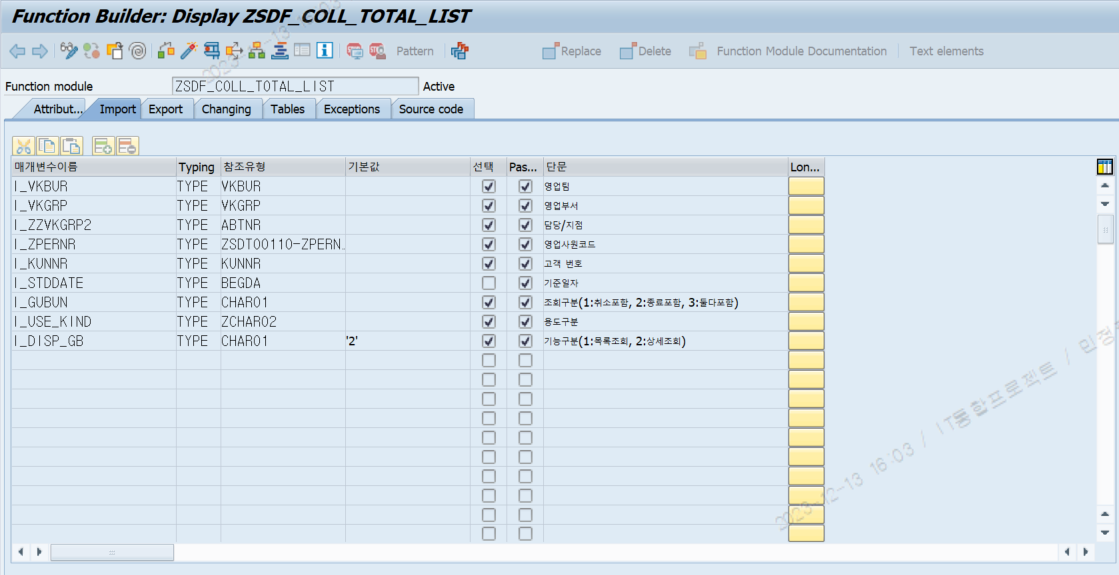 Function Builder: Display ZSDF_COLL_TOTAL_LIST
Pattern Replace Delete Function Module Documentation Text elements
Function module ZSDF_COLL_TOTAL_LIST Active
Attribut... Import Export Changing Tables Exceptions Source code
매개변수이름 Typing 참조유형 기본값 선택 Pas... 단문 Lon...
I_VKBUR TYPE VKBUR 영업팀
I_VKGRP TYPE VKGRP 영업부서
I_ZZVKGRP2 TYPE ABTNR 담당/지점
I_ZPERNR TYPE ZSDT00110-ZPERN. 영업사원코드
I_KUNNR TYPE KUNNR 고객 번호
I_STDDATE TYPE BEGDA 기준일자
I_GUBUN TYPE CHAR01 조회구분(1:취소포함, 2:종료포함, 3:둘다포함)
I_USE_KIND TYPE ZCHAR02 용도구분
I_DISP_GB TYPE CHAR01 '2' 기능구분(1:목록조회, 2:상세조회)
2023-12-13 16:03 / IT통합프로젝트 / 민정